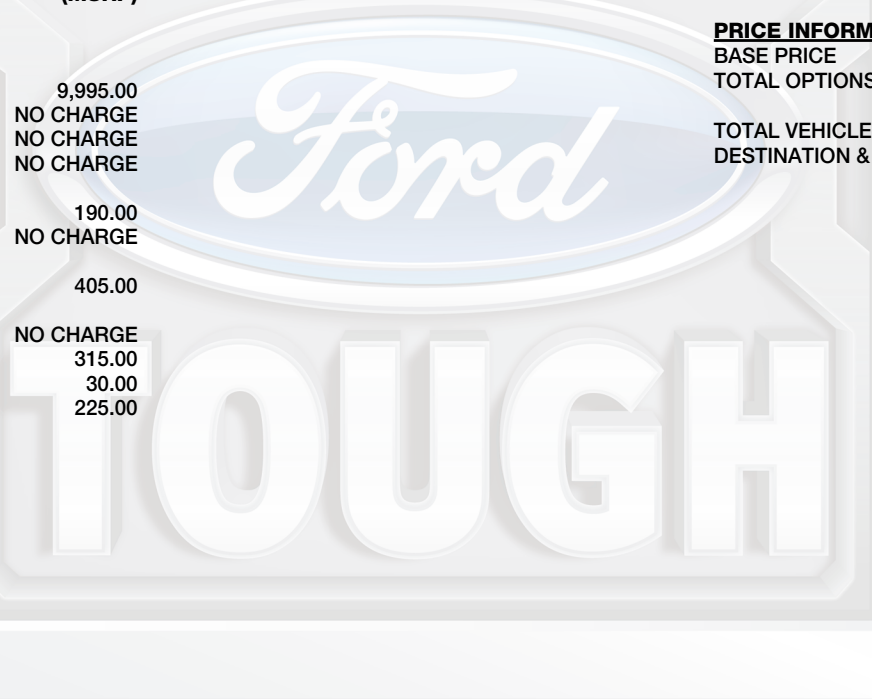 (MSRP)
9,995.00
NO CHARGE
NO CHARGE
NO CHARGE
190.00
NO CHARGE
405.00
NO CHARGE
315.00
30.00
225.00
PRICE INFORM
BASE PRICE
TOTAL OPTIONS
TOTAL VEHICLE
DESTINATION &
Ford
TOUGH